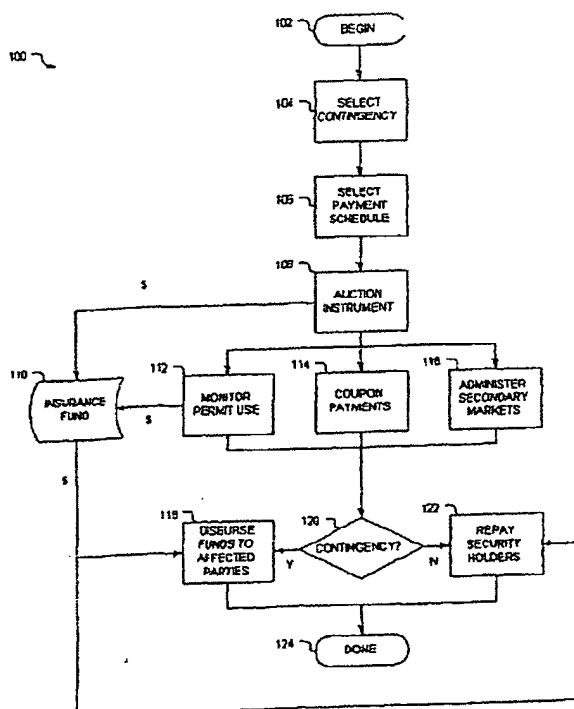 102
BEGIN
100
104
SELECT
CONTINGENCY
106
SELECT
PAYMENT
SCHEDULE
108
AUCTION
INSTRUMENT
$
110
INSURANCE
FUND
$
112
MONITOR
PERMIT USE
114
COUPON
PAYMENTS
116
ADMINISTER
SECONDARY
MARKETS
$
118
DISBURSE
FUNDS TO
AFFECTED
PARTIES
Y
120
CONTINGENCY?
N
122
REPAY
SECURITY
HOLDERS
124
DONE